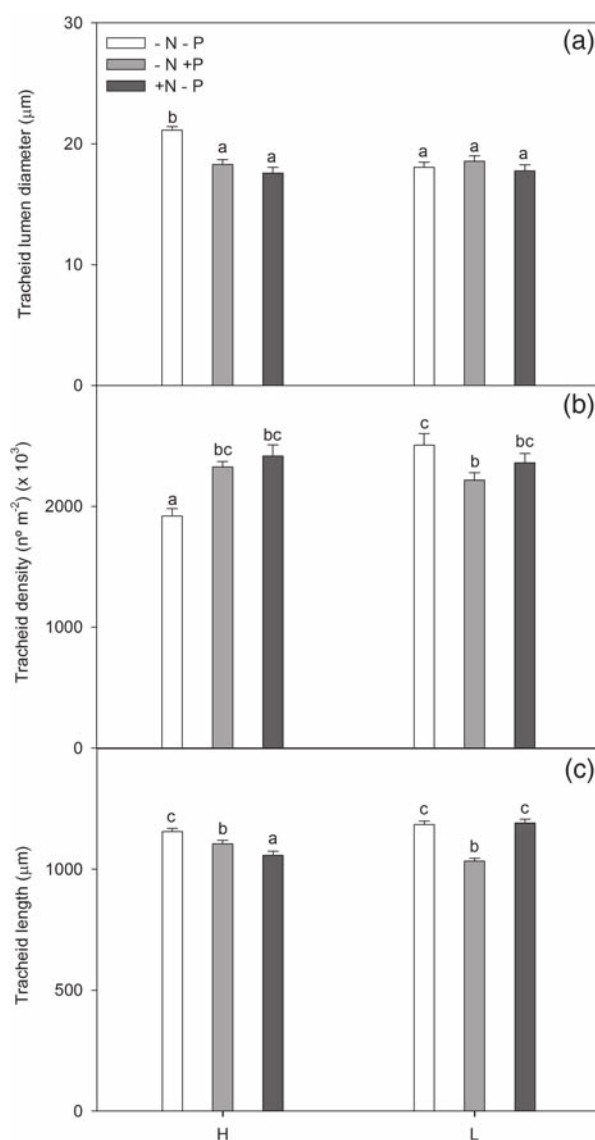 30
(a)
- N - P
- N +P
+N - P
b
a
a
a
a
a
20
10
0
Tracheid lumen diameter (µm)
(b)
c
bc
bc
bc
b
a
2000
1000
0
Tracheid density (nº m⁻²) (x 10³)
(c)
c
b
a
c
b
c
1000
500
0
Tracheid length (µm)
H
L